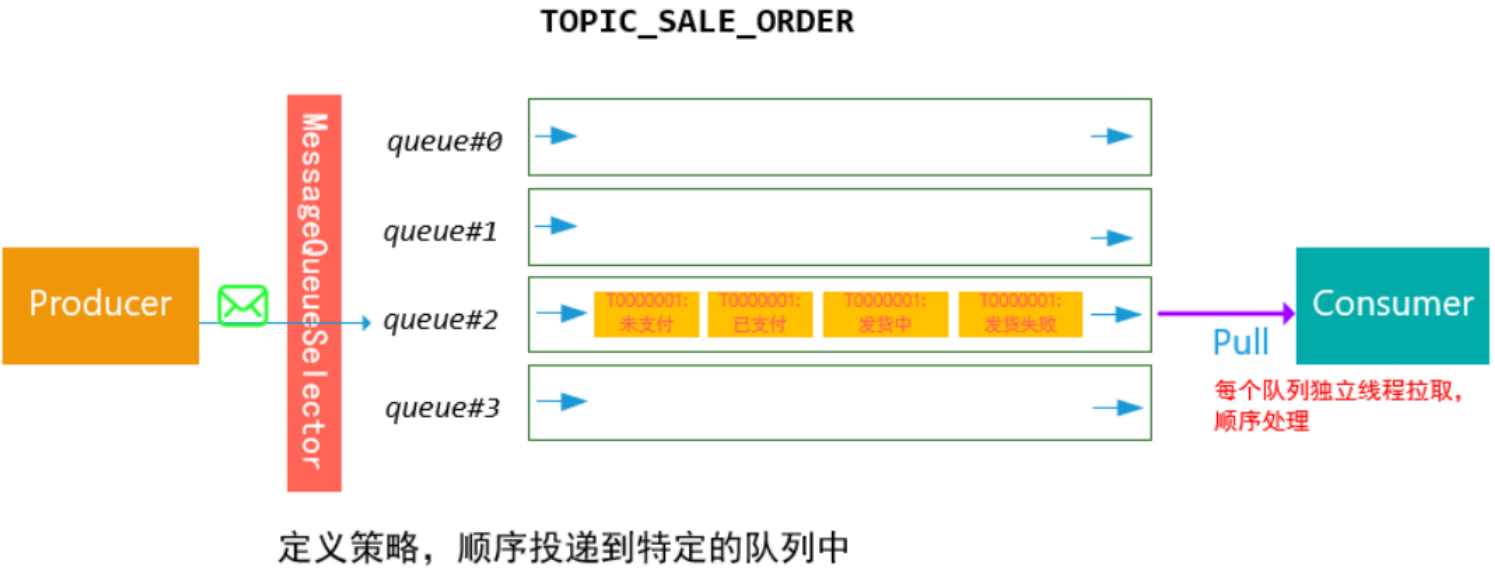 TOPIC_SALE_ORDER
MessageQueueSelector
queue#0
queue#1
Producer
queue#2
T0000001:
未支付
T0000001:
已支付
T0000001:
发货中
T0000001:
发货失败
Consumer
Pull
每个队列独立线程拉取，
顺序处理
queue#3
定义策略，顺序投递到特定的队列中